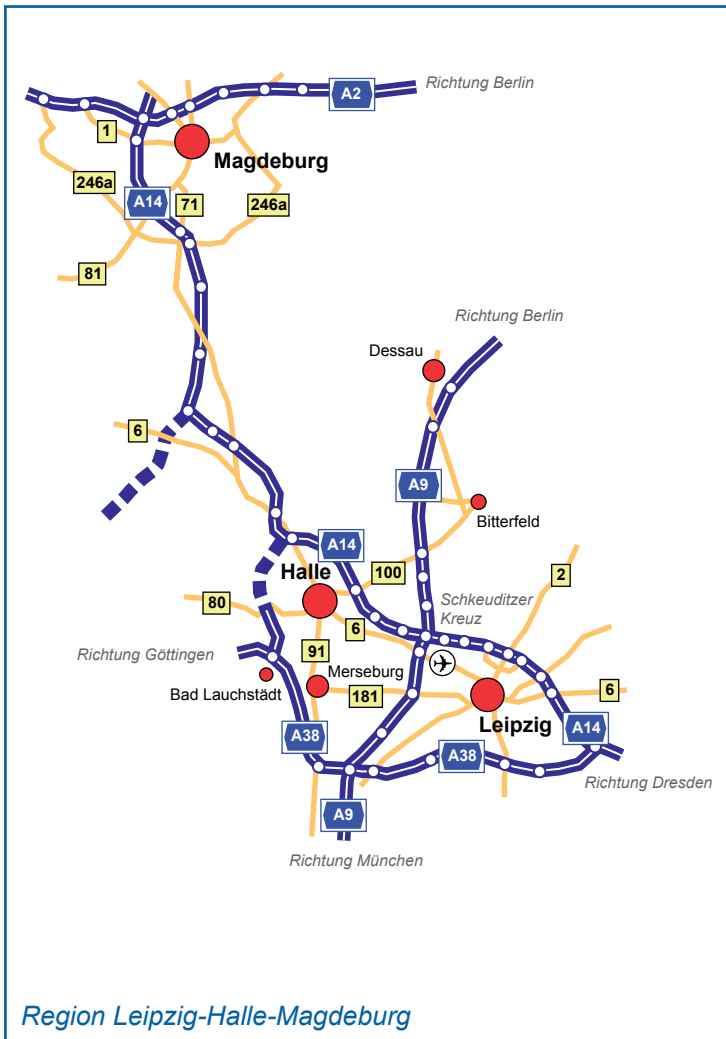 Richtung Berlin
A2
1
Magdeburg
246a
A14
71
246a
81
Richtung Berlin
Dessau
6
A9
Bitterfeld
A14
Halle
100
2
80
Schkeuditzer
Kreuz
6
91
Richtung Göttingen
Merseburg
Bad Lauchstädt
181
6
Leipzig
A14
A38
A38
Richtung Dresden
A9
Richtung München
Region Leipzig-Halle-Magdeburg